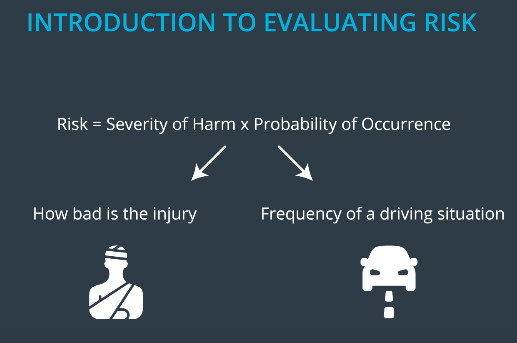 INTRODUCTION TO EVALUATING RISK
Risk = Severity of Harm x Probability of Occurrence
How bad is the injury
Frequency of a driving situation